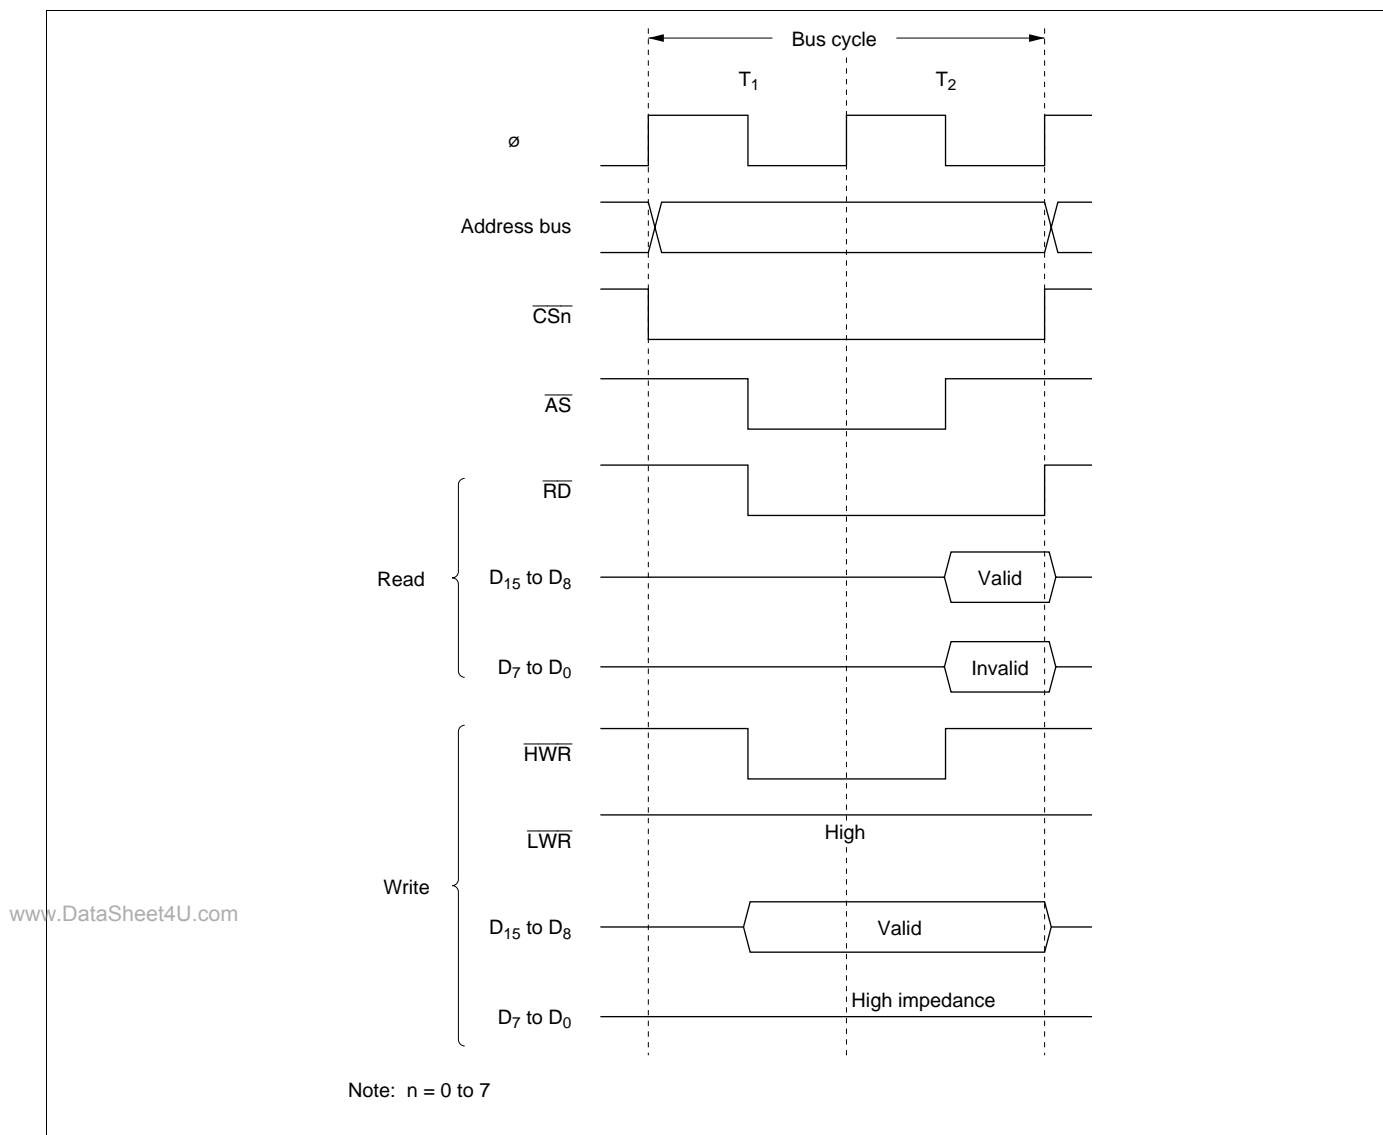 Bus cycle
T1 T2
ø
Address bus
CSn
AS
RD
Read
D15 to D8 Valid
D7 to D0 Invalid
HWR
LWR High
Write
www.DataSheet4U.com
D15 to D8 Valid
D7 to D0 High impedance
Note: n = 0 to 7